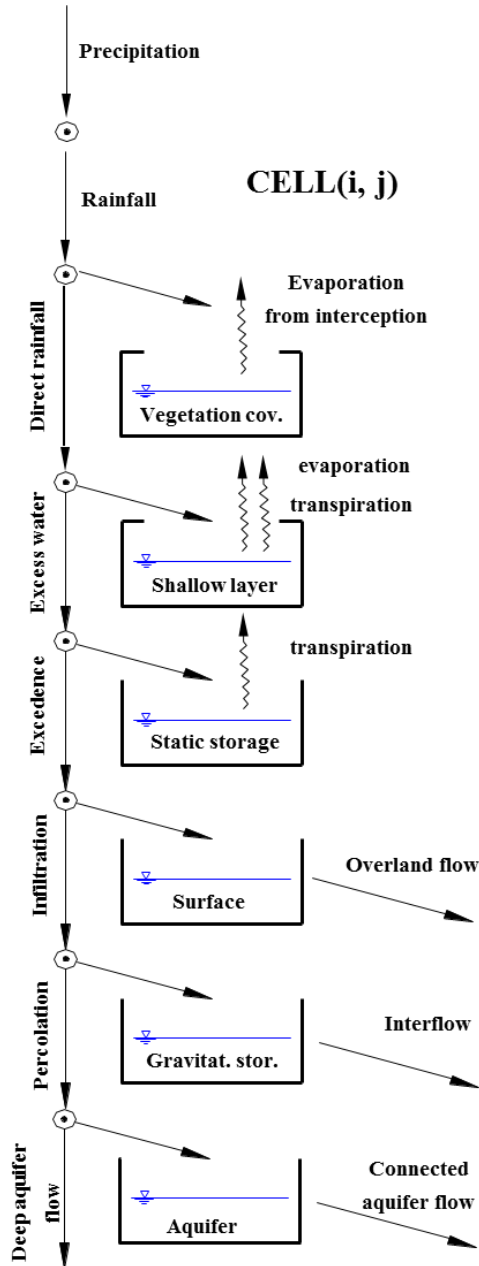 Precipitation
CELL(i, j)
Rainfall
Evaporation
from interception
Direct rainfall
Vegetation cov.
evaporation
transpiration
Excess water
Shallow layer
transpiration
Excedence
Static storage
Infiltration
Overland flow
Surface
Percolation
Interflow
Gravitat. stor.
Deep aquifer
flow
Connected
aquifer flow
Aquifer